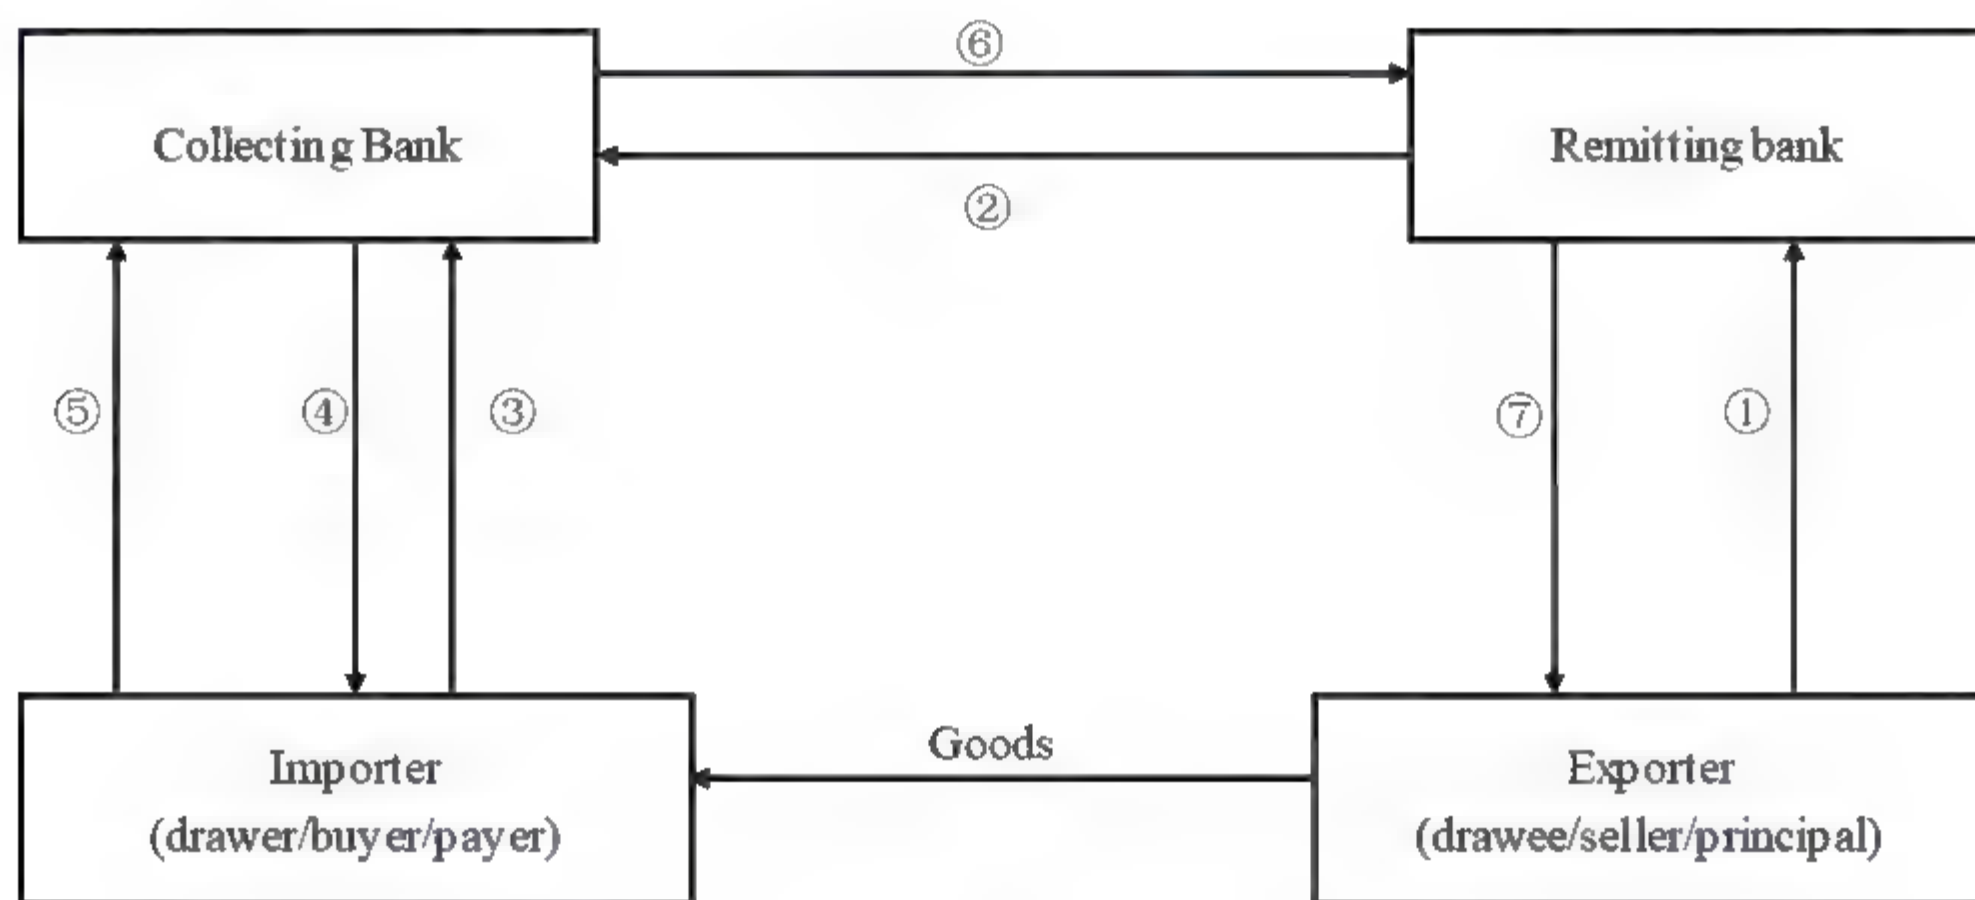 ⑥
Collecting Bank
Remitting bank
②
⑤
④
③
⑦
①
Goods
Importer
(drawer/buyer/payer)
Exporter
(drawee/seller/principal)